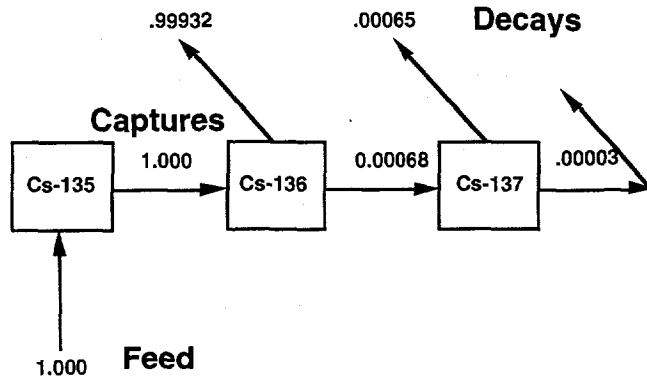 .99932
.00065
Decays
Captures
1.000
0.00068
.00003
Cs-135
Cs-136
Cs-137
1.000
Feed